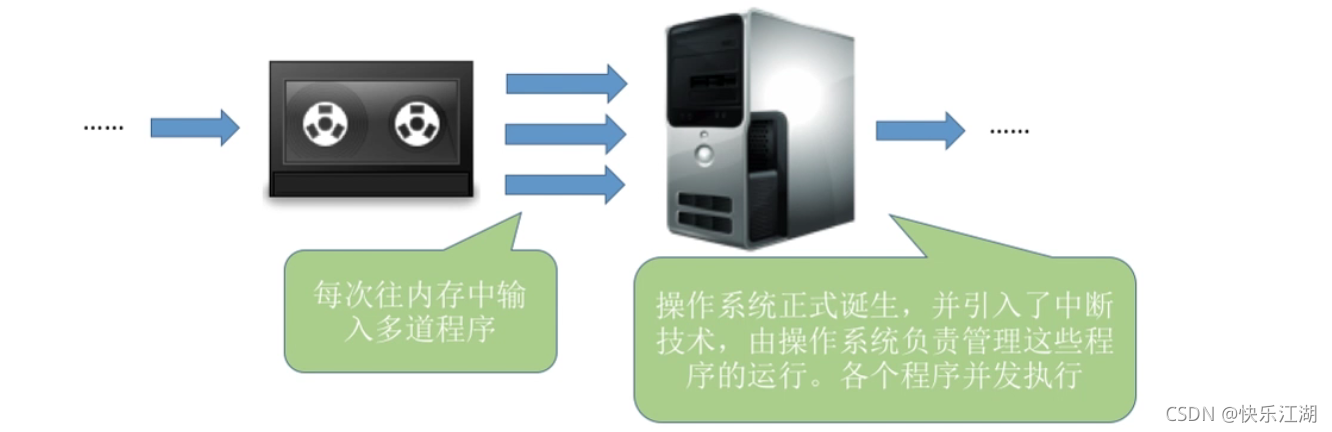 ……
……
每次往内存中输
入多道程序
操作系统正式诞生，并引入了中断
技术，由操作系统负责管理这些程
序的运行。各个程序并发执行
CSDN @快乐江湖